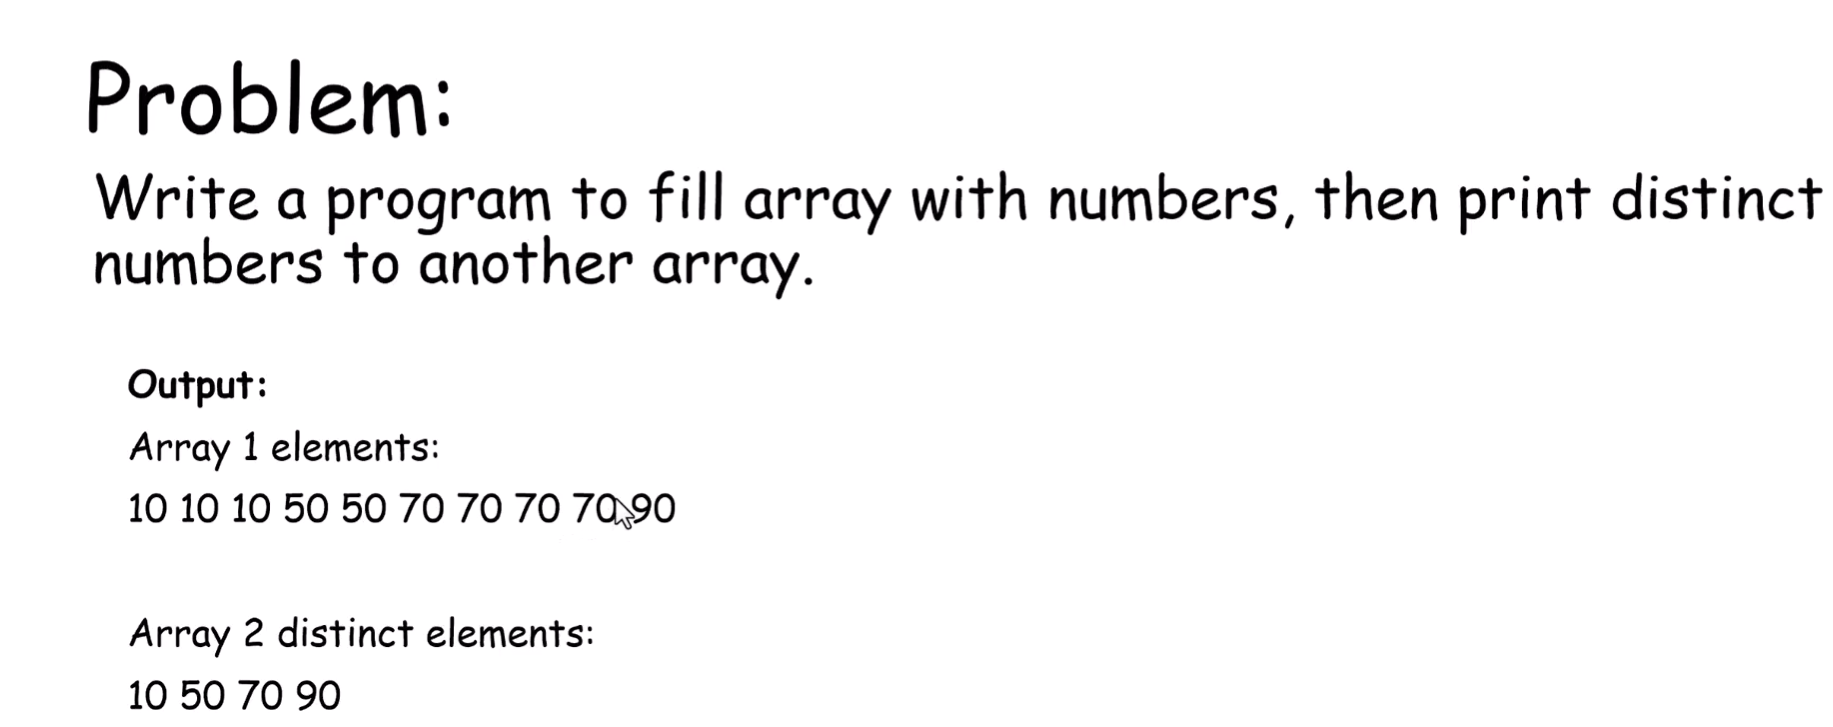 Problem:
Write a program to fill array with numbers, then print distinct
numbers to another array.
Output:
Array 1 elements:
10 10 10 50 50 70 70 70 70 90
Array 2 distinct elements:
10 50 70 90